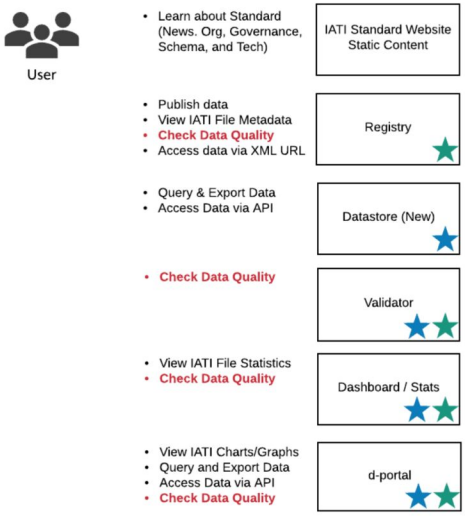 User
• Learn about Standard
(News. Org, Governance,
Schema, and Tech)
IATI Standard Website
Static Content
• Publish data
• View IATI File Metadata
• Check Data Quality
• Access data via XML URL
Registry
• Query & Export Data
• Access Data via API
Datastore (New)
• Check Data Quality
Validator
• View IATI File Statistics
• Check Data Quality
Dashboard / Stats
• View IATI Charts/Graphs
• Query and Export Data
• Access Data via API
• Check Data Quality
d-portal